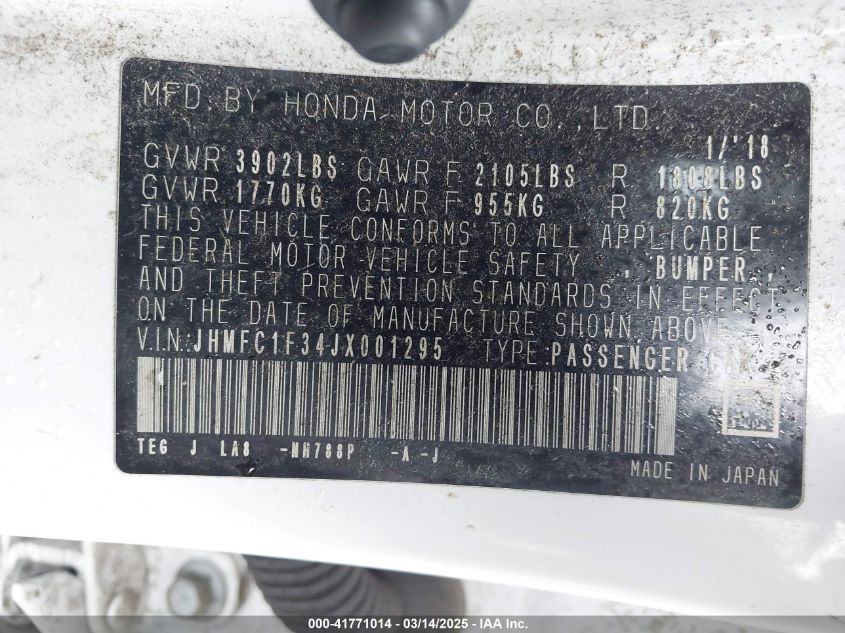 MFD. BY HONDA MOTOR CO., LTD. 1/'18
GVWR 3902LBS GAWR F 2105LBS R 1808LBS
GVWR 1770KG GAWR F 955KG R 820KG
THIS VEHICLE CONFORMS TO ALL APPLICABLE
FEDERAL MOTOR VEHICLE SAFETY , BUMPER,
AND THEFT PREVENTION STANDARDS IN EFFECT
ON THE DATE OF MANUFACTURE SHOWN ABOVE.
V.I.N: JHMFC1F34JX001295 TYPE: PASSENGER CAR
TEG J LA8 -NH788P -A -J
MADE IN JAPAN
000-41771014 | 03/14/2025 | IAA Inc.